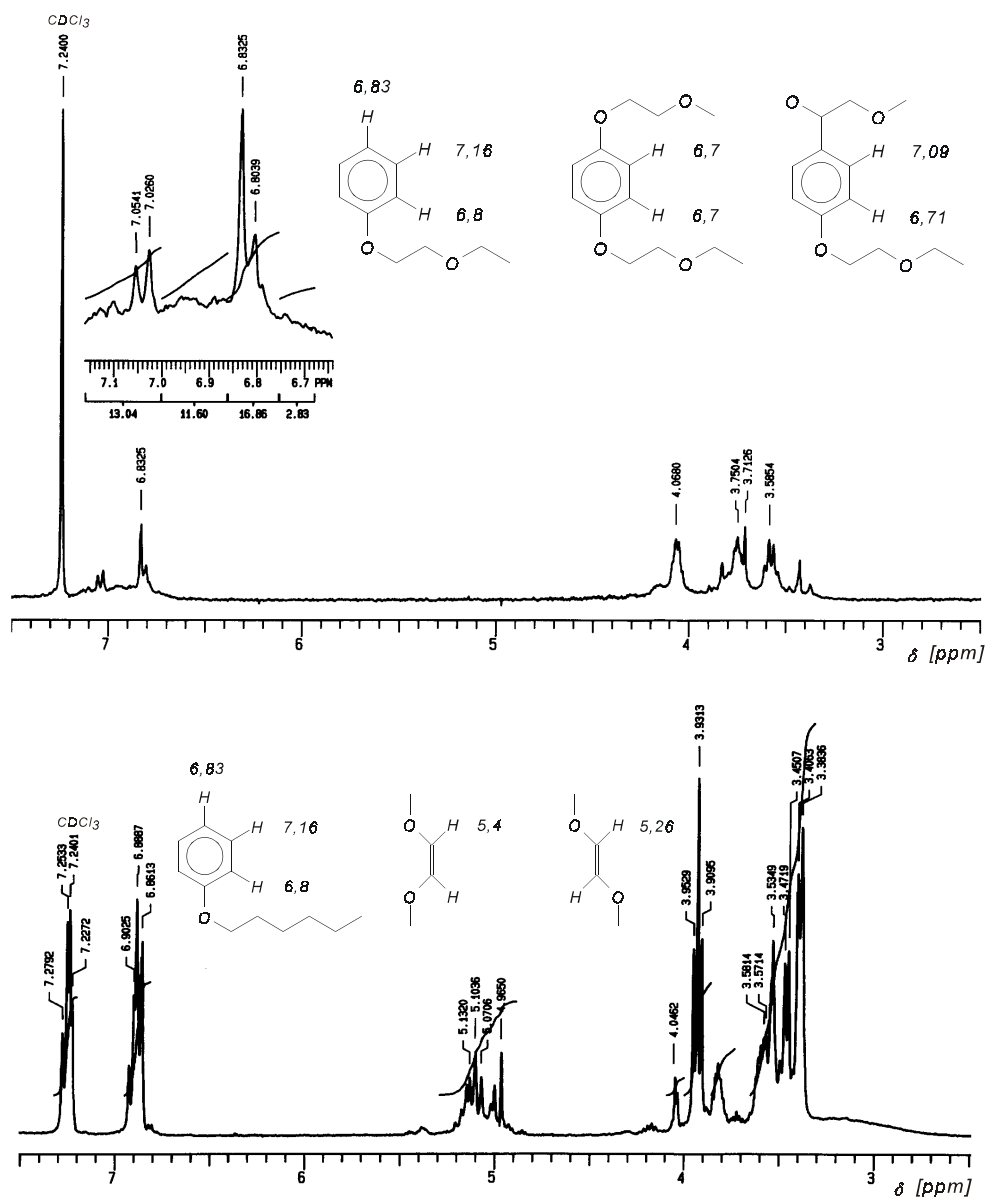 CDCl3
7.2400
6.8325
7.0541
7.0260
6.8039
6,83
H
H 7,16
H 6,8
O
O
O
O
H 6,7
H 6,7
O
O
O
O
H 7,09
H 6,71
O
O
7.1 7.0 6.9 6.8 6.7 PPM
13.04 11.60 16.86 2.83
6.8325
4.0680
3.7504
3.7126
3.5854
7 6 5 4 3
δ [ppm]
CDCl3
7.2792
7.2533
7.2401
7.2272
6.9025
6.8887
6.8613
6,83
H
H 7,16
H 6,8
O
O
H 5,4
H
O
O
H 5,26
H
O
5.1320
5.1036
5.0706
4.9650
4.0462
3.9529
3.9313
3.9095
3.5814
3.5714
3.5349
3.4719
3.4507
3.4063
3.3836
7 6 5 4 3
δ [ppm]